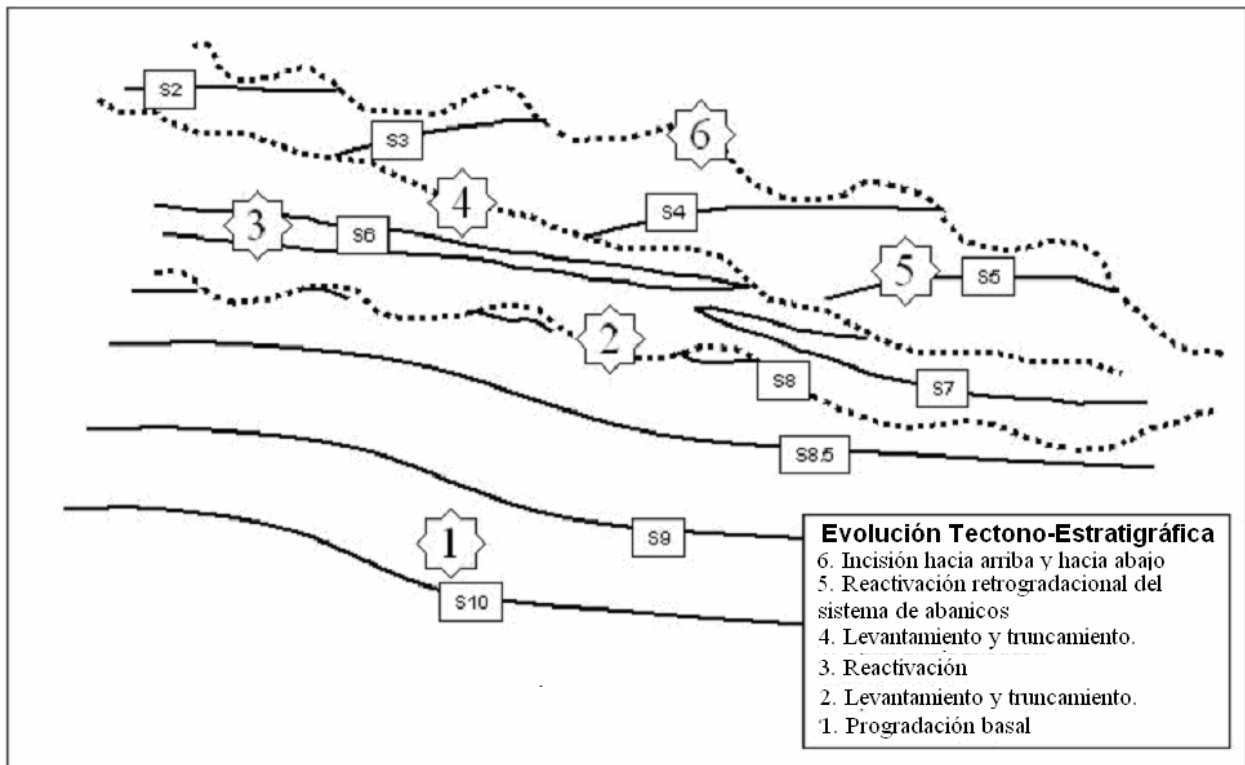 S2
S3
6
4
S4
3
S6
5
S5
2
S8
S7
S8.5
1
S9
S10
Evolución Tectono-Estratigráfica
6. Incisión hacia arriba y hacia abajo
5. Reactivación retrogradacional del
sistema de abanicos
4. Levantamiento y truncamiento.
3. Reactivación
2. Levantamiento y truncamiento.
1. Progradación basal